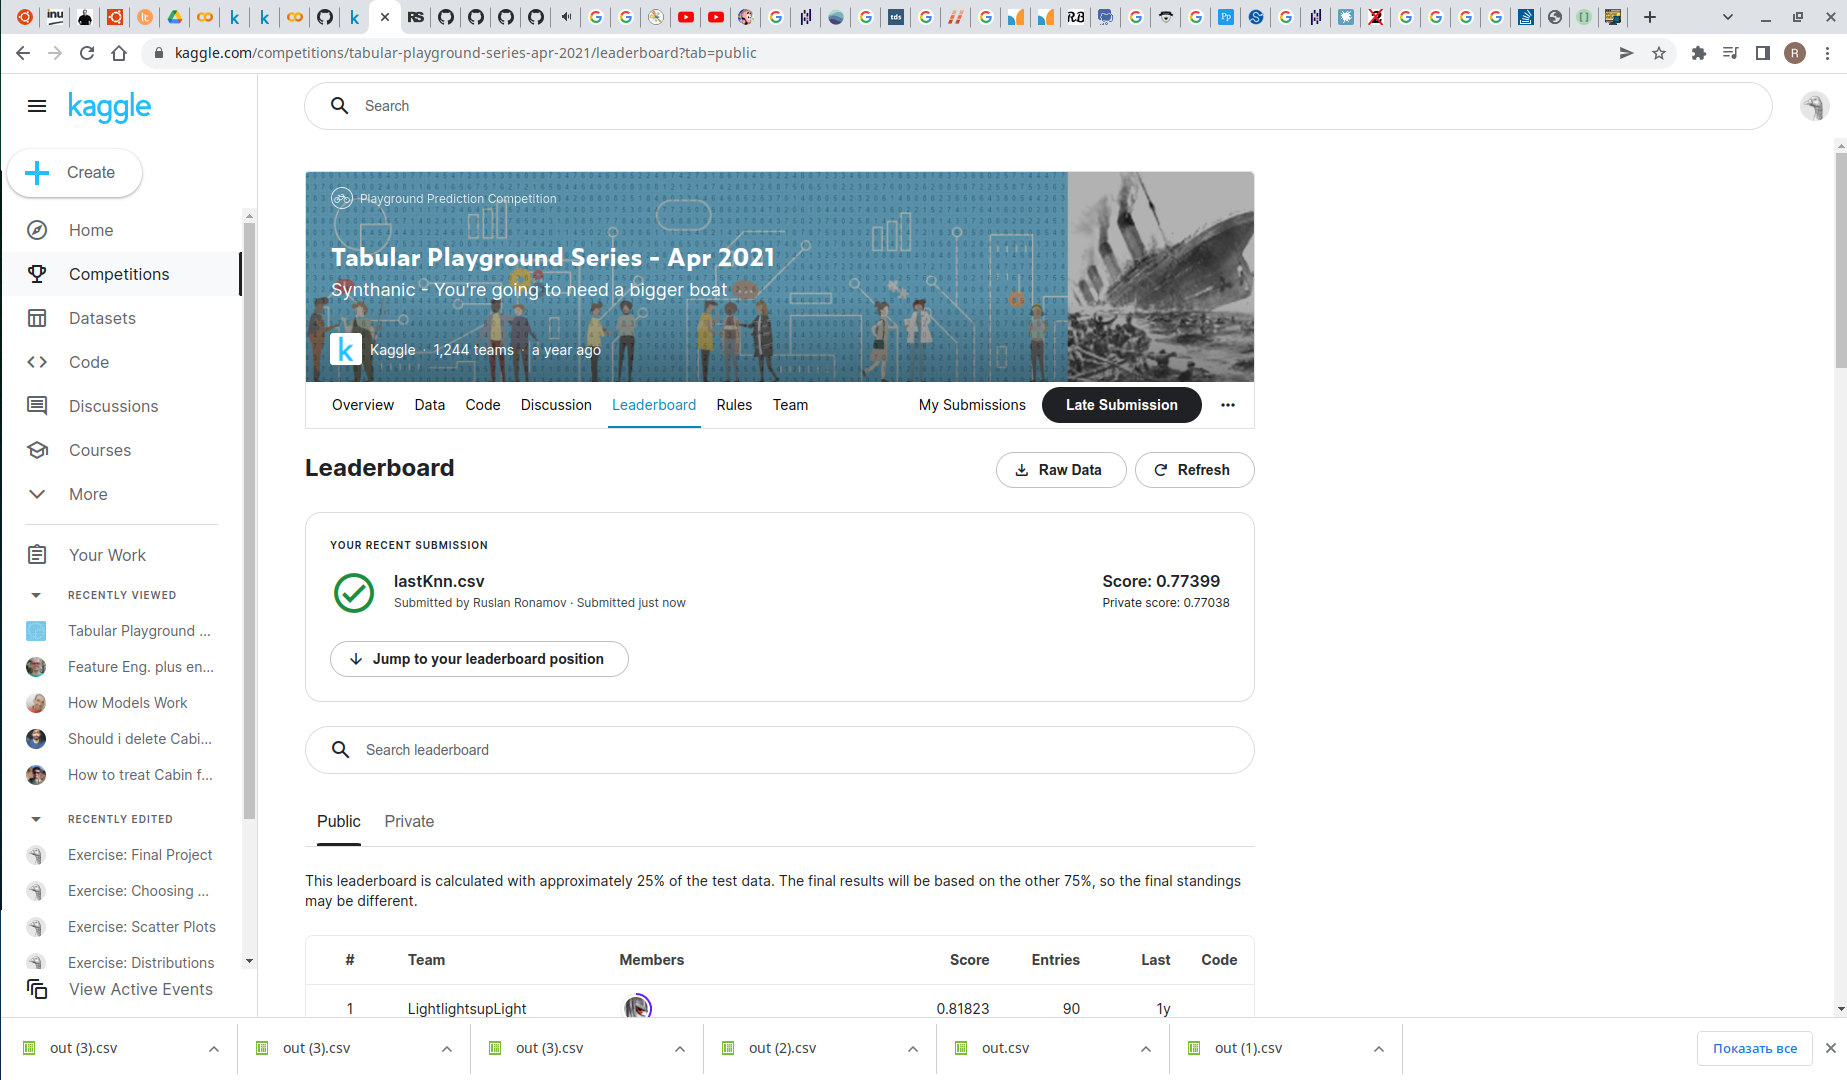 kaggle.com/competitions/tabular-playground-series-apr-2021/leaderboard?tab=public
R
kaggle
Search
Create
Home
Competitions
Datasets
Code
Discussions
Courses
More
Your Work
RECENTLY VIEWED
Tabular Playground ...
Feature Eng. plus en...
How Models Work
Should i delete Cabi...
How to treat Cabin f...
RECENTLY EDITED
Exercise: Final Project
Exercise: Choosing ...
Exercise: Scatter Plots
Exercise: Distributions
View Active Events
Playground Prediction Competition
Tabular Playground Series - Apr 2021
Synthanic - You're going to need a bigger boat
k Kaggle · 1,244 teams · a year ago
Overview Data Code Discussion Leaderboard Rules Team My Submissions Late Submission
Leaderboard
Raw Data Refresh
YOUR RECENT SUBMISSION
lastKnn.csv Score: 0.77399
Submitted by Ruslan Ronamov · Submitted just now Private score: 0.77038
Jump to your leaderboard position
Search leaderboard
Public Private
This leaderboard is calculated with approximately 25% of the test data. The final results will be based on the other 75%, so the final standings
may be different.
# Team Members Score Entries Last Code
1 LightlightsupLight 0.81823 90 1y
out (3).csv out (3).csv out (3).csv out (2).csv out.csv out (1).csv Показать все